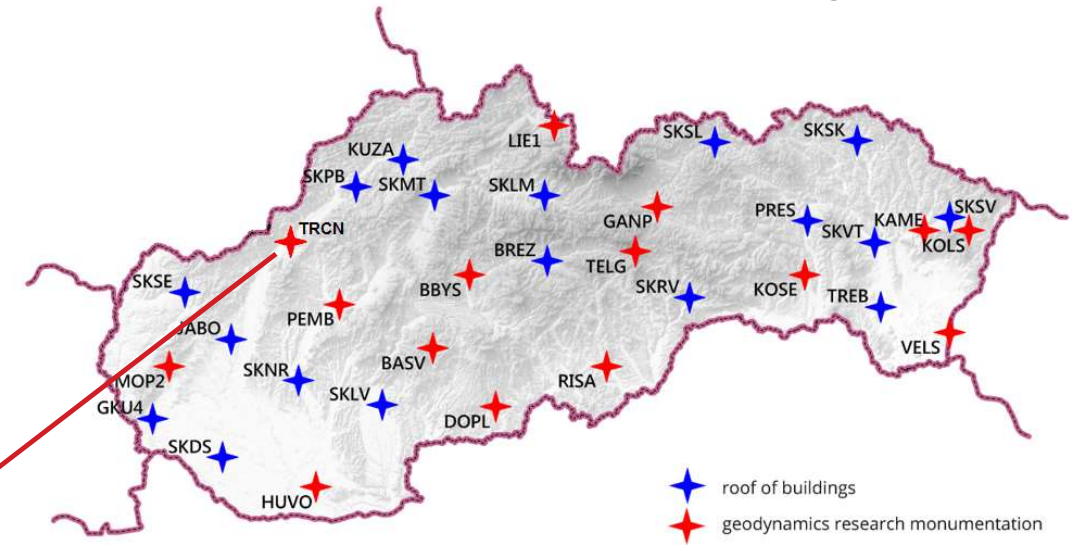 LIE1
SKSL
SKSK
KUZA
SKPB
SKMT
SKLM
GANP
PRES
KAME
SKSV
TRCN
SKVT
KOLS
BREZ
TELG
SKSE
BBYS
SKRV
KOSE
TREB
PEMB
JABO
VELS
MOP2
SKNR
BASV
RISA
GKU4
SKLV
DOPL
SKDS
HUVO
roof of buildings
geodynamics research monumentation